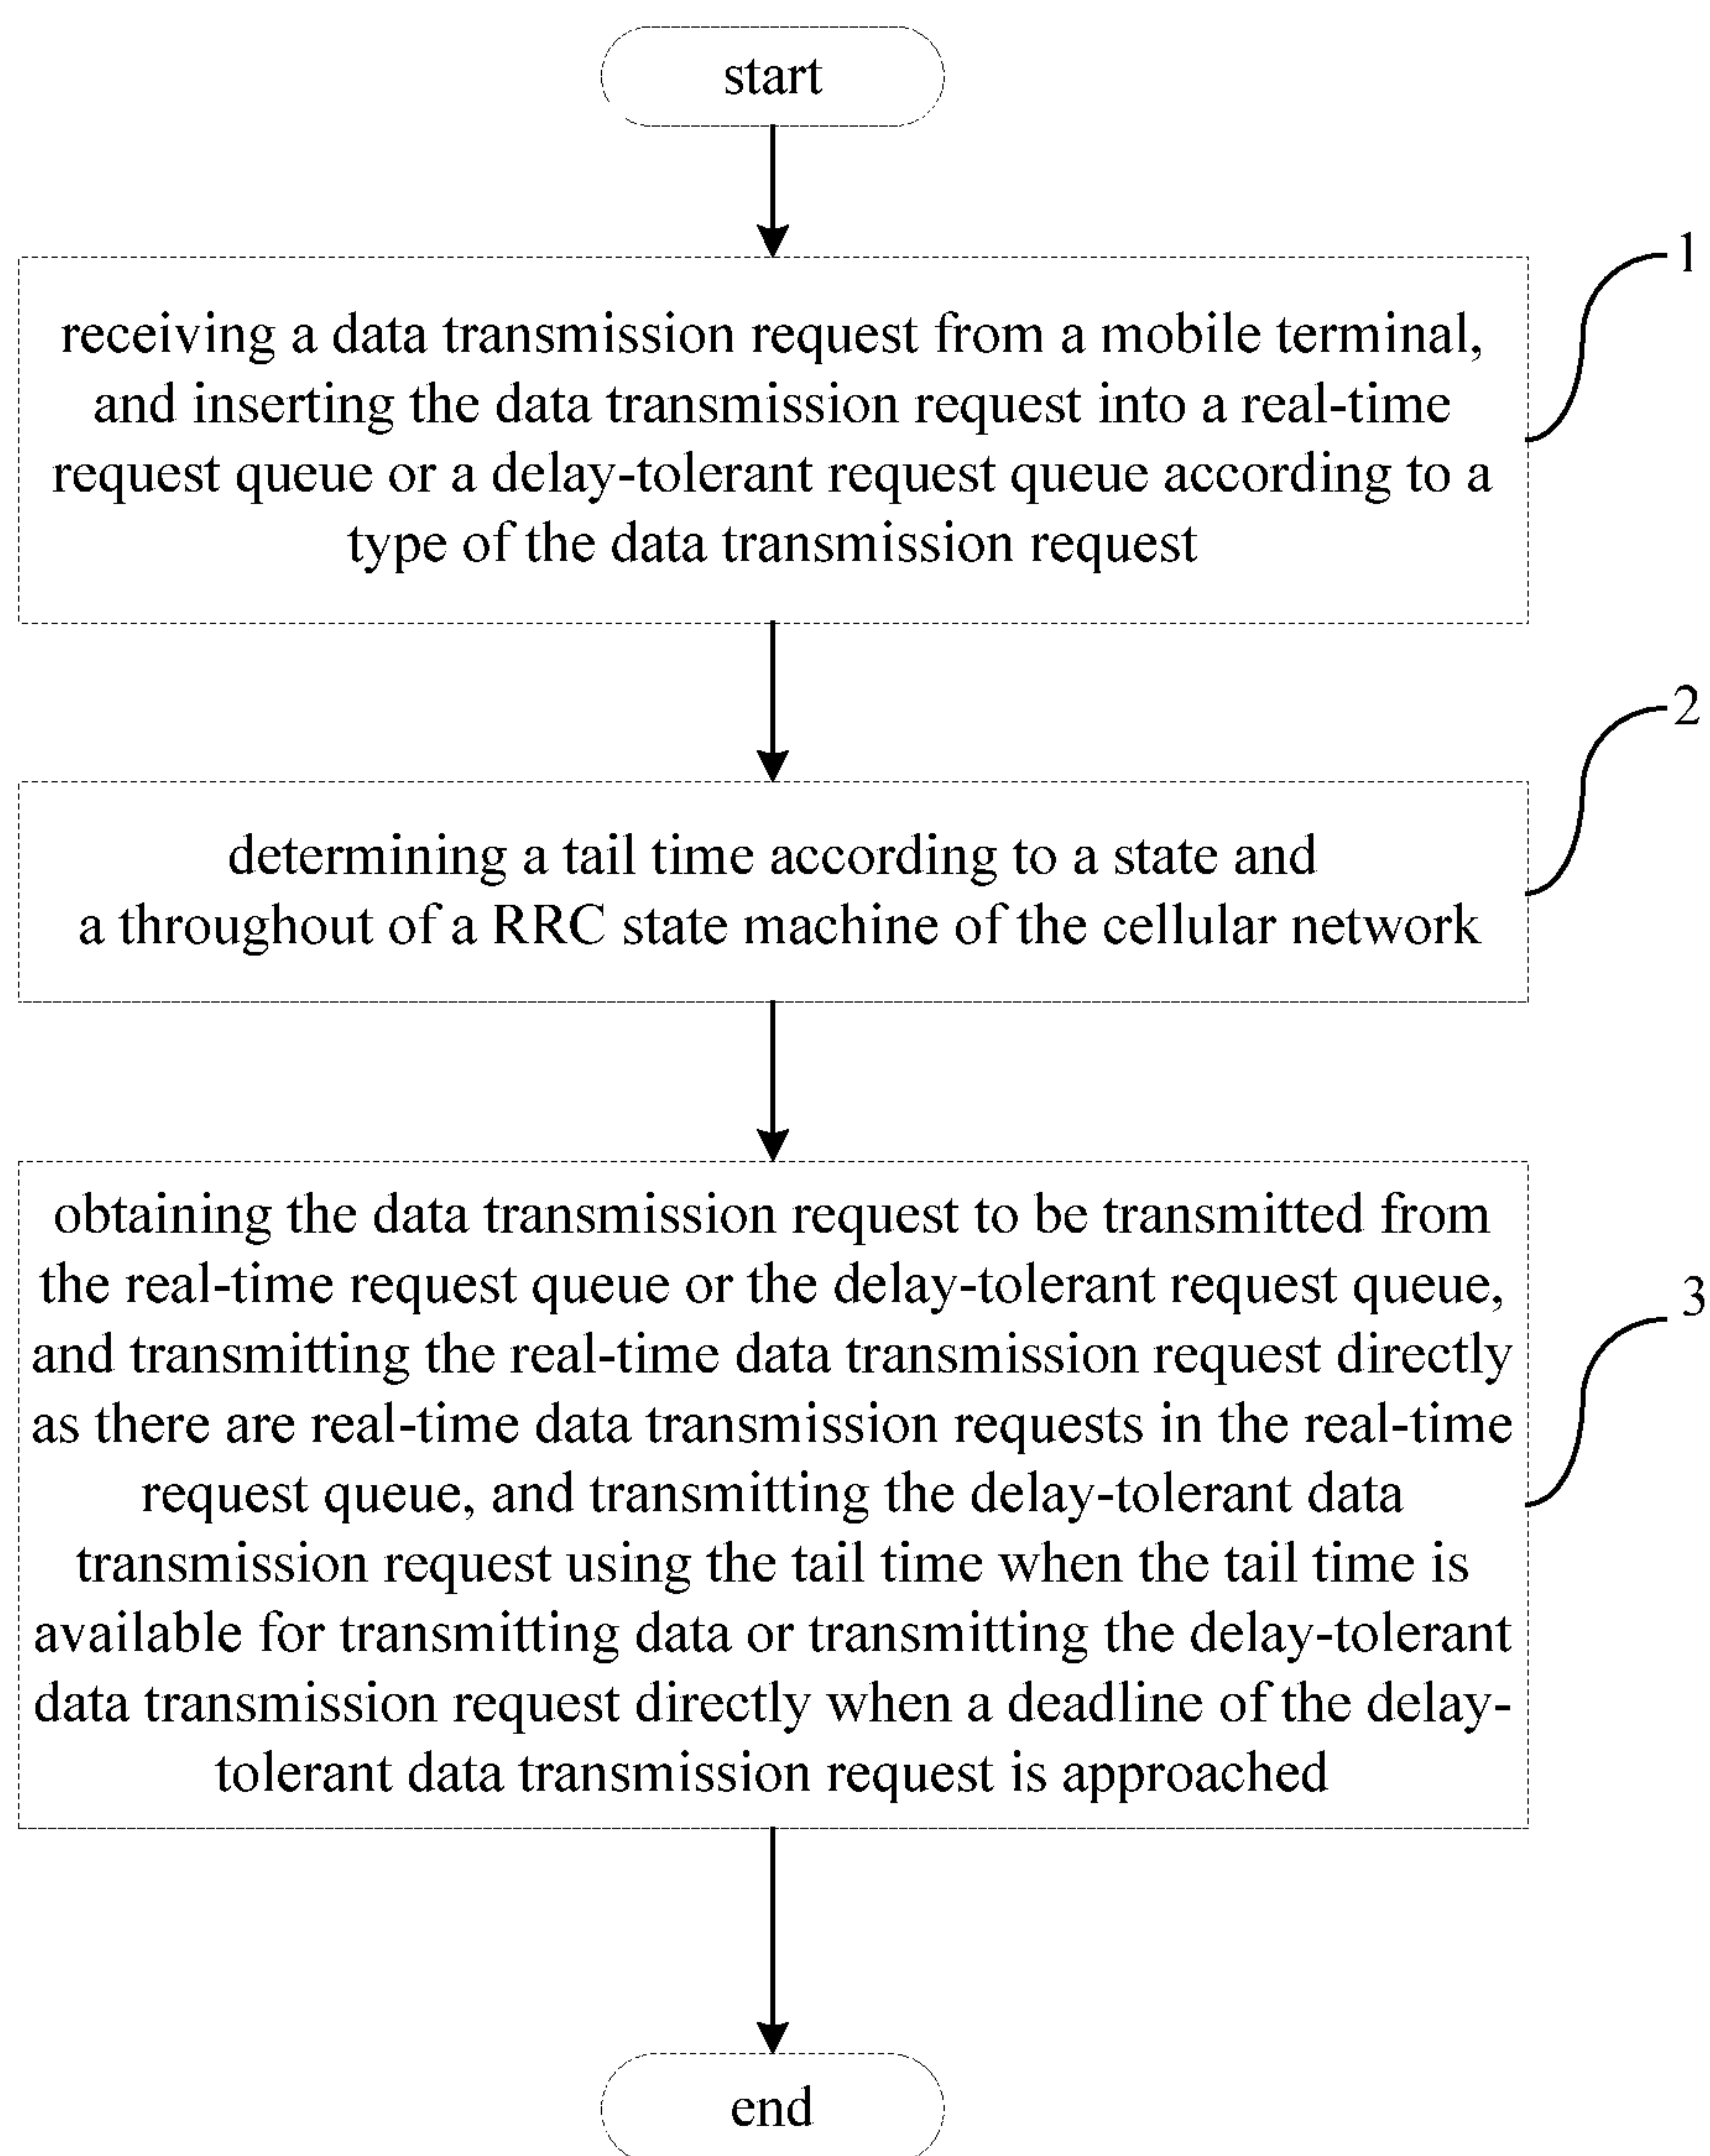 start
1
receiving a data transmission request from a mobile terminal,
and inserting the data transmission request into a real-time
request queue or a delay-tolerant request queue according to a
type of the data transmission request
2
determining a tail time according to a state and
a throughout of a RRC state machine of the cellular network
3
obtaining the data transmission request to be transmitted from
the real-time request queue or the delay-tolerant request queue,
and transmitting the real-time data transmission request directly
as there are real-time data transmission requests in the real-time
request queue, and transmitting the delay-tolerant data
transmission request using the tail time when the tail time is
available for transmitting data or transmitting the delay-tolerant
data transmission request directly when a deadline of the delay-
tolerant data transmission request is approached
end